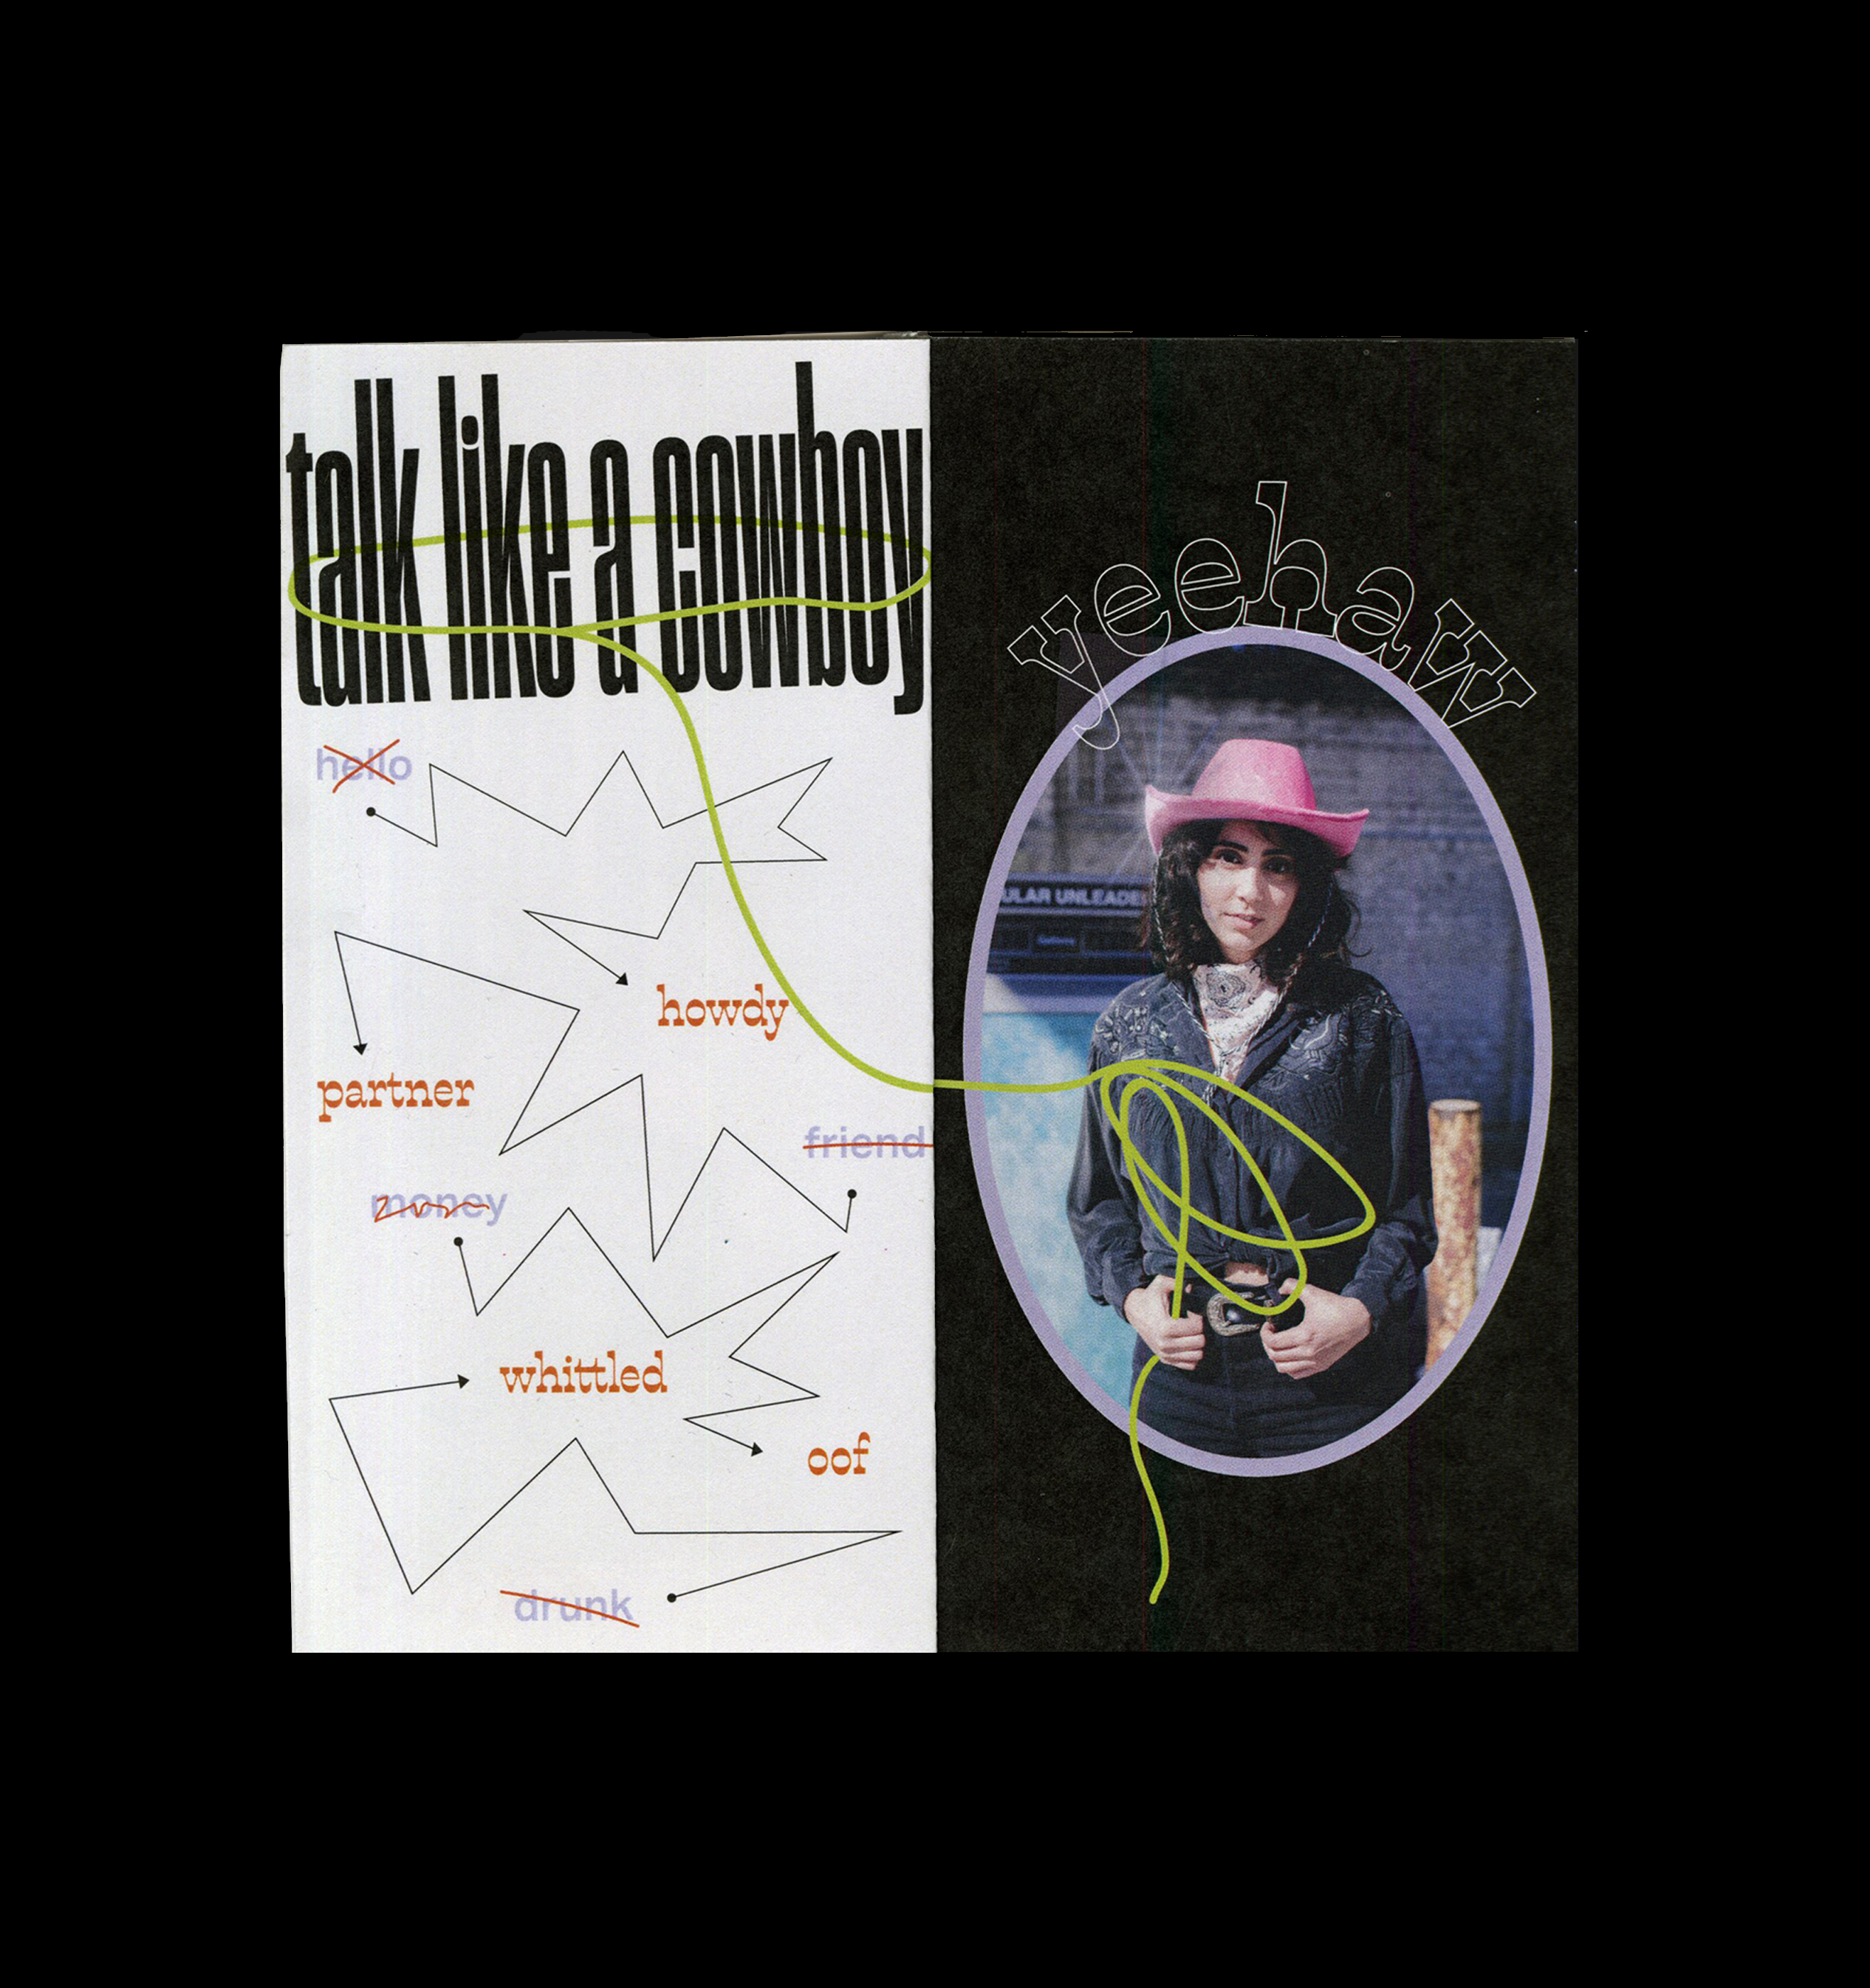 talk like a cowboy
hello
howdy
partner
friend
money
whittled
oof
drunk
yeehaw
ULAR UNLEADE